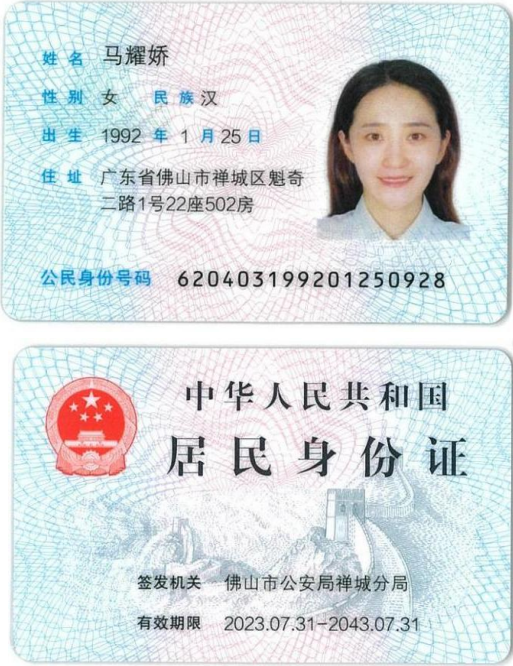 姓名 马耀娇
性别 女 民族 汉
出生 1992 年 1 月 25 日
住址 广东省佛山市禅城区魁奇
二路1号22座502房
公民身份号码 620403199201250928
中华人民共和国
居民身份证
签发机关 佛山市公安局禅城分局
有效期限 2023.07.31-2043.07.31